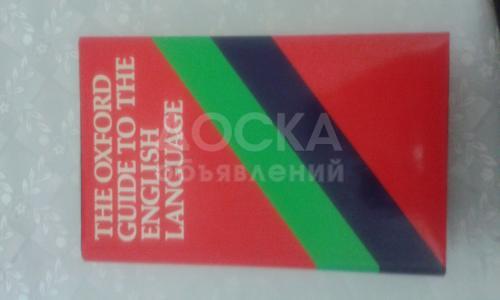 THE OXFORD
GUIDE TO THE
ENGLISH
LANGUAGE
ДОСКА
объявлений